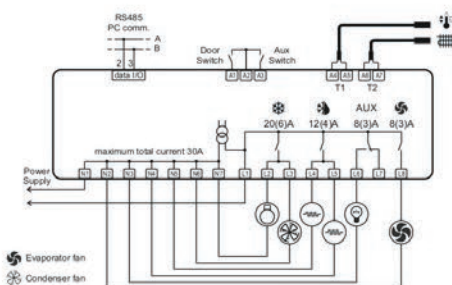 RS485
PC comm.
A
B
2 3
data I/O
Door Switch
Aux Switch
A1 A2 A3
A4 A5
A6 A7
T1
T2
20(6)A
12(4)A
AUX
8(3)A
8(3)A
maximum total current 30A
Power Supply
N1 N2 N3 N4 N5 N6 N7 L1 L2 L3 L4 L5 L6 L7 L8
Evaporator fan
Condenser fan